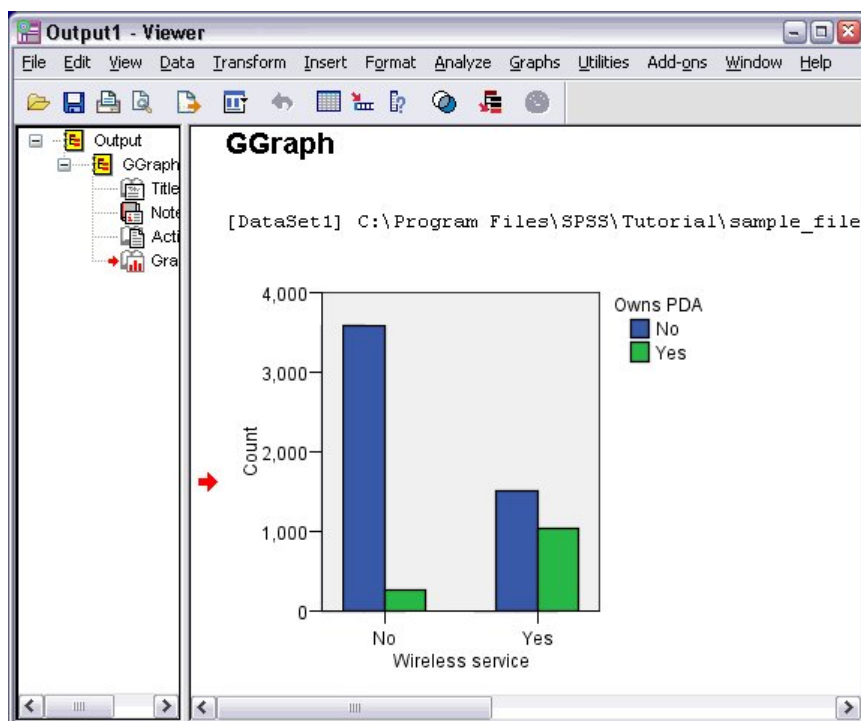 Output1 - Viewer
File Edit View Data Transform Insert Format Analyze Graphs Utilities Add-ons Window Help
Output
GGraph
Title
Note
Acti
Gra
GGraph
[DataSet1] C:\Program Files\SPSS\Tutorial\sample_file
4,000
3,000
2,000
1,000
0
Count
No
Yes
Wireless service
Owns PDA
No
Yes